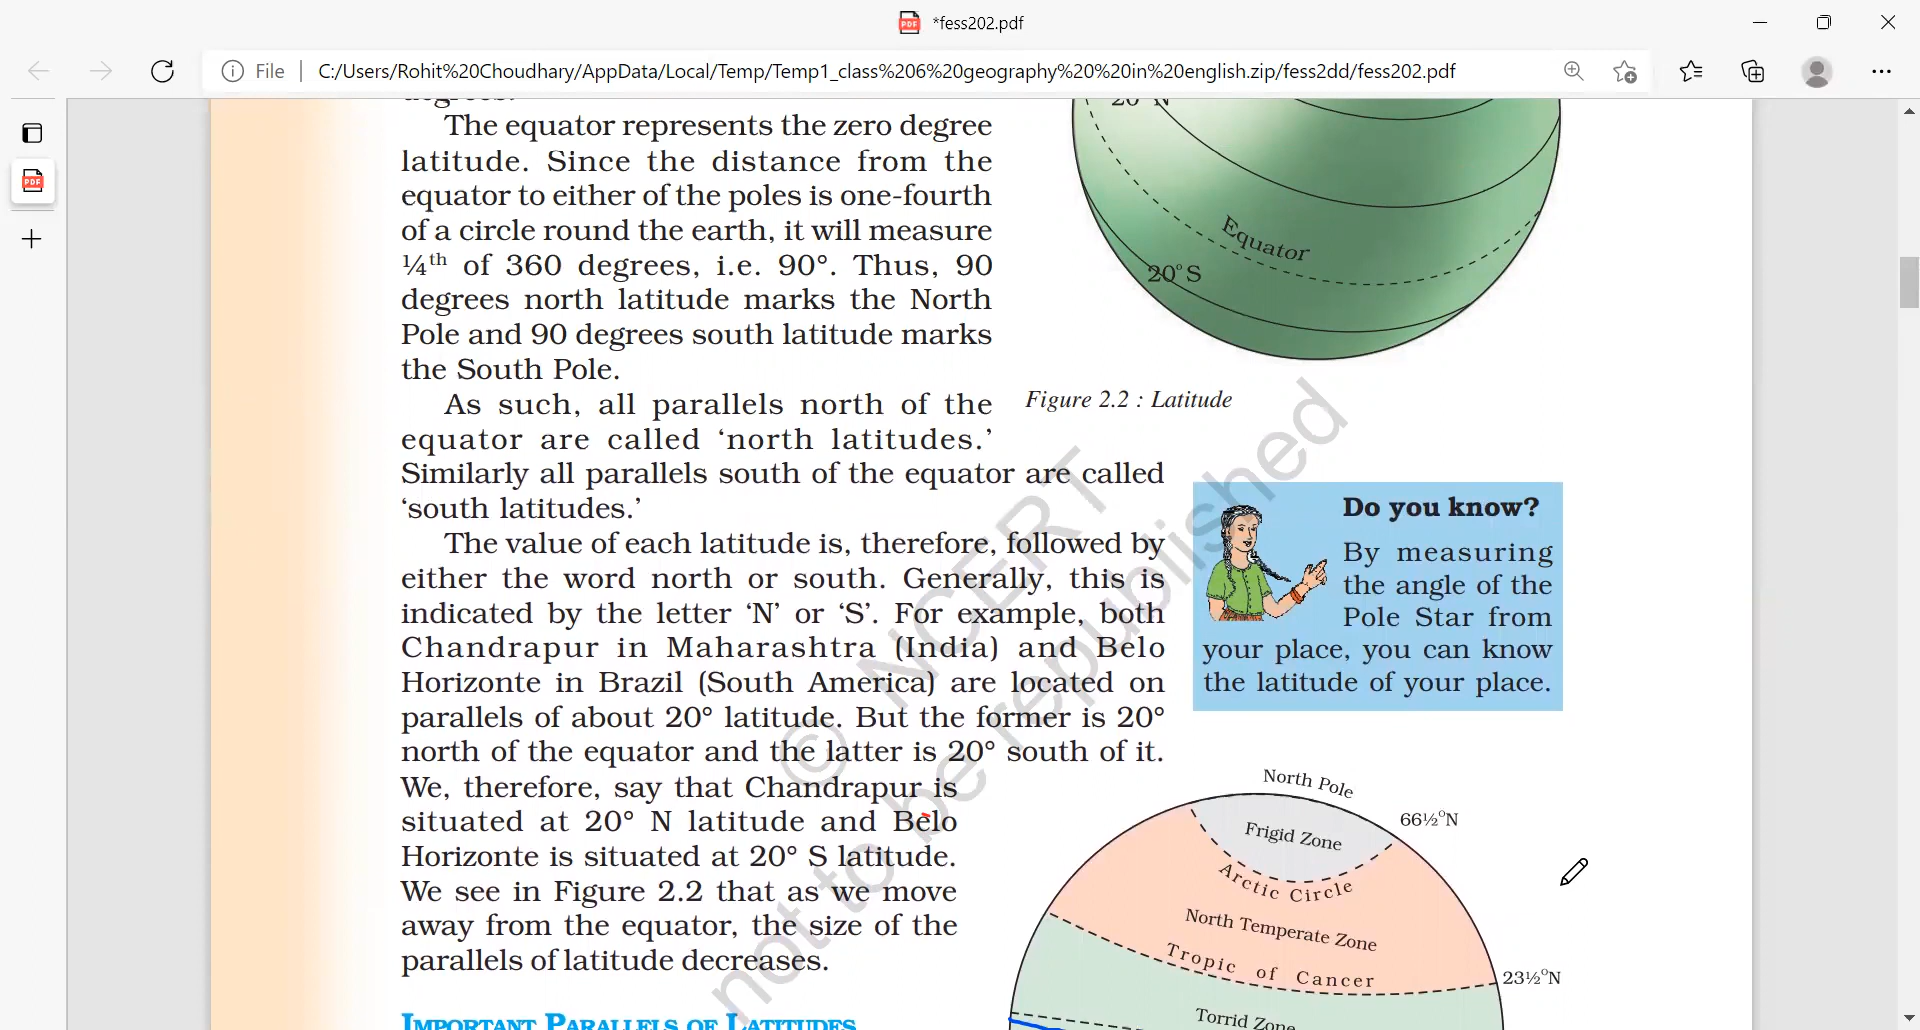 *fess202.pdf
File
C:/Users/Rohit%20Choudhary/AppData/Local/Temp/Temp1_class%206%20geography%20%20in%20english.zip/fess2dd/fess202.pdf
degrees.
The equator represents the zero degree
latitude. Since the distance from the
equator to either of the poles is one-fourth
of a circle round the earth, it will measure
¼th of 360 degrees, i.e. 90°. Thus, 90
degrees north latitude marks the North
Pole and 90 degrees south latitude marks
the South Pole.
As such, all parallels north of the
equator are called ‘north latitudes.’
Similarly all parallels south of the equator are called
‘south latitudes.’
The value of each latitude is, therefore, followed by
either the word north or south. Generally, this is
indicated by the letter ‘N’ or ‘S’. For example, both
Chandrapur in Maharashtra (India) and Belo
Horizonte in Brazil (South America) are located on
parallels of about 20° latitude. But the former is 20°
north of the equator and the latter is 20° south of it.
We, therefore, say that Chandrapur is
situated at 20° N latitude and Belo
Horizonte is situated at 20° S latitude.
We see in Figure 2.2 that as we move
away from the equator, the size of the
parallels of latitude decreases.
IMPORTANT PARALLELS OF LATITUDES
20°N
Equator
20°S
Figure 2.2 : Latitude
Do you know?
By measuring
the angle of the
Pole Star from
your place, you can know
the latitude of your place.
North Pole
66½°N
Frigid Zone
Arctic Circle
North Temperate Zone
Tropic of Cancer
23½°N
Torrid Zone
© NCERT
not to be republished